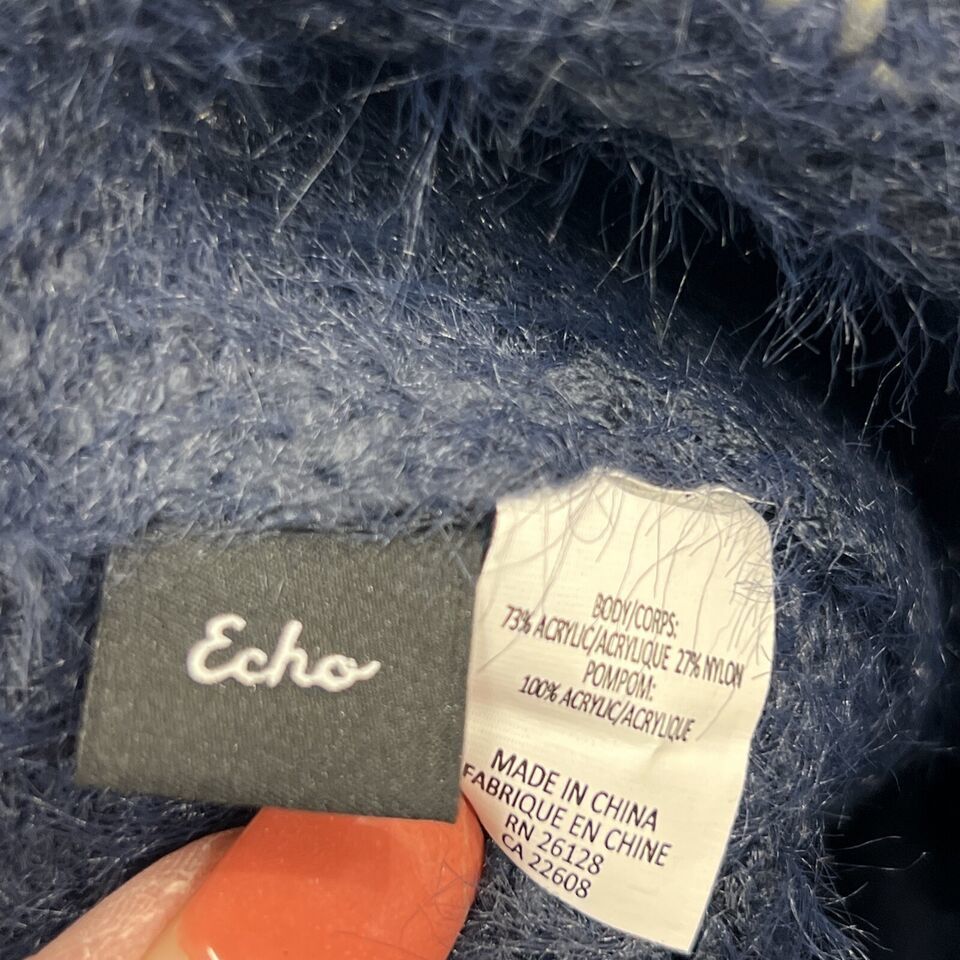 Echo
BODY/CORPS:
73% ACRYLIC/ACRYLIQUE 27% NYLON
POMPOM:
100% ACRYLIC/ACRYLIQUE
MADE IN CHINA
FABRIQUE EN CHINE
RN 26128
CA 22608